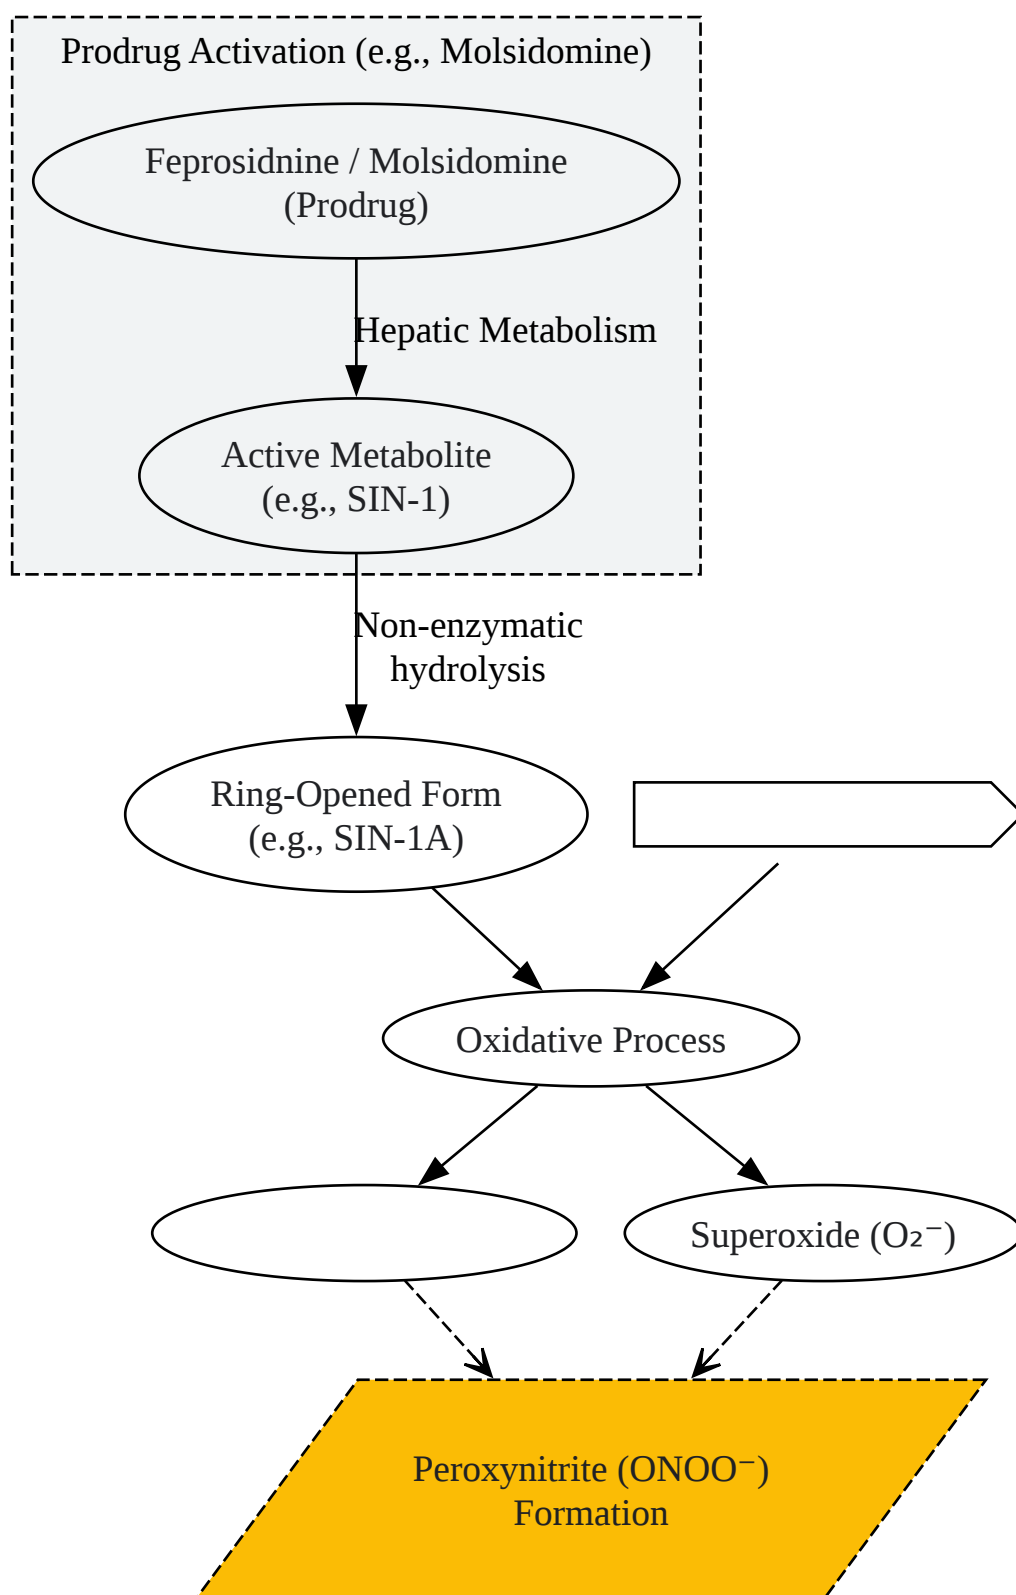 Prodrug Activation (e.g., Molsidomine)
Feprosidnine / Molsidomine
(Prodrug)
Hepatic Metabolism
Active Metabolite
(e.g., SIN-1)
Non-enzymatic
hydrolysis
Ring-Opened Form
(e.g., SIN-1A)
Oxidative Process
Superoxide (O₂⁻)
Peroxynitrite (ONOO⁻)
Formation